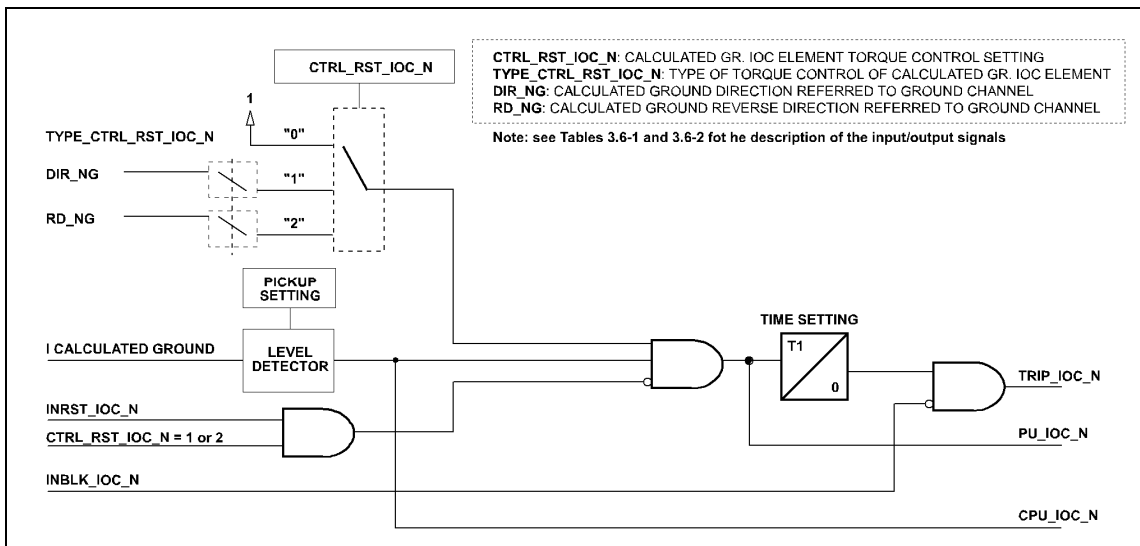 CTRL_RST_IOC_N
CTRL_RST_IOC_N: CALCULATED GR. IOC ELEMENT TORQUE CONTROL SETTING
TYPE_CTRL_RST_IOC_N: TYPE OF TORQUE CONTROL OF CALCULATED GR. IOC ELEMENT
DIR_NG: CALCULATED GROUND DIRECTION REFERRED TO GROUND CHANNEL
RD_NG: CALCULATED GROUND REVERSE DIRECTION REFERRED TO GROUND CHANNEL
Note: see Tables 3.6-1 and 3.6-2 fot he description of the input/output signals
1
TYPE_CTRL_RST_IOC_N
"0"
DIR_NG
"1"
RD_NG
"2"
PICKUP
SETTING
I CALCULATED GROUND
LEVEL
DETECTOR
TIME SETTING
T1
0
TRIP_IOC_N
INRST_IOC_N
CTRL_RST_IOC_N = 1 or 2
PU_IOC_N
INBLK_IOC_N
CPU_IOC_N